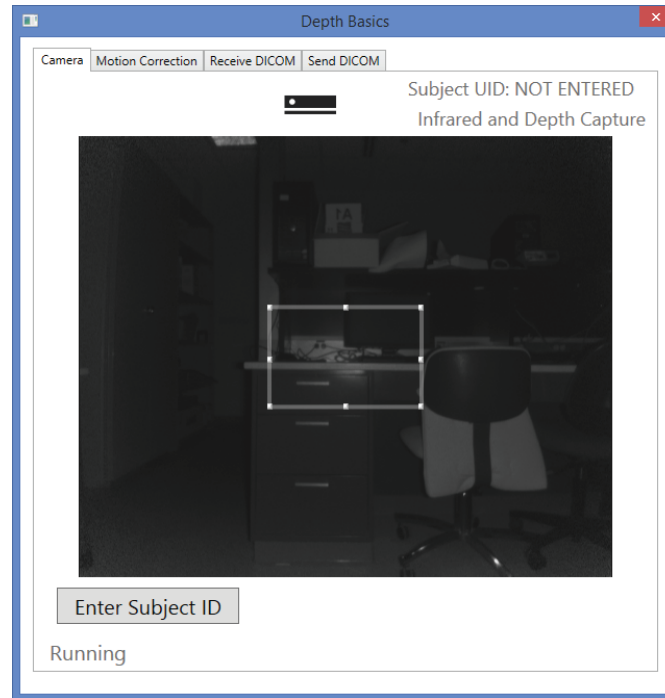 Depth Basics
Camera Motion Correction Receive DICOM Send DICOM
Subject UID: NOT ENTERED
Infrared and Depth Capture
Enter Subject ID
Running